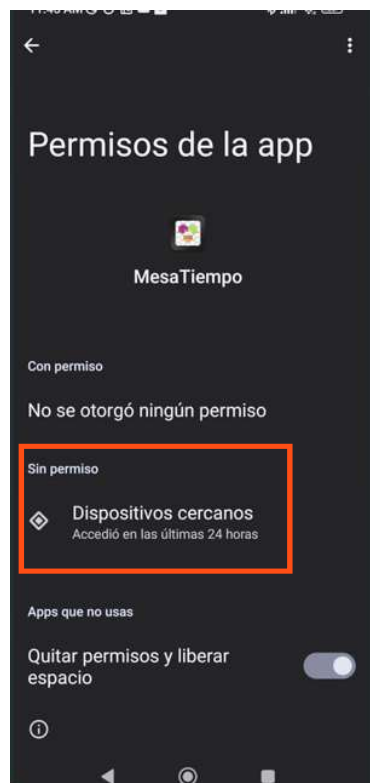 Permisos de la app
MesaTiempo
Con permiso
No se otorgó ningún permiso
Sin permiso
Dispositivos cercanos
Accedió en las últimas 24 horas
Apps que no usas
Quitar permisos y liberar
espacio